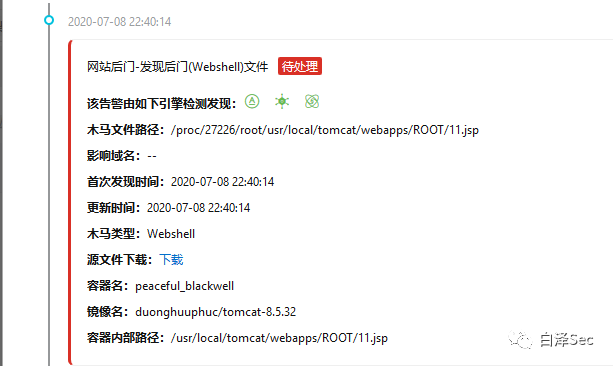 2020-07-08 22:40:14
网站后门-发现后门(Webshell)文件 待处理
该告警由如下引擎检测发现：
木马文件路径：/proc/27226/root/usr/local/tomcat/webapps/ROOT/11.jsp
影响域名：--
首次发现时间：2020-07-08 22:40:14
更新时间：2020-07-08 22:40:14
木马类型：Webshell
源文件下载：下载
容器名：peaceful_blackwell
镜像名：duonghuuphuc/tomcat-8.5.32
容器内部路径：/usr/local/tomcat/webapps/ROOT/11.jsp
白泽Sec